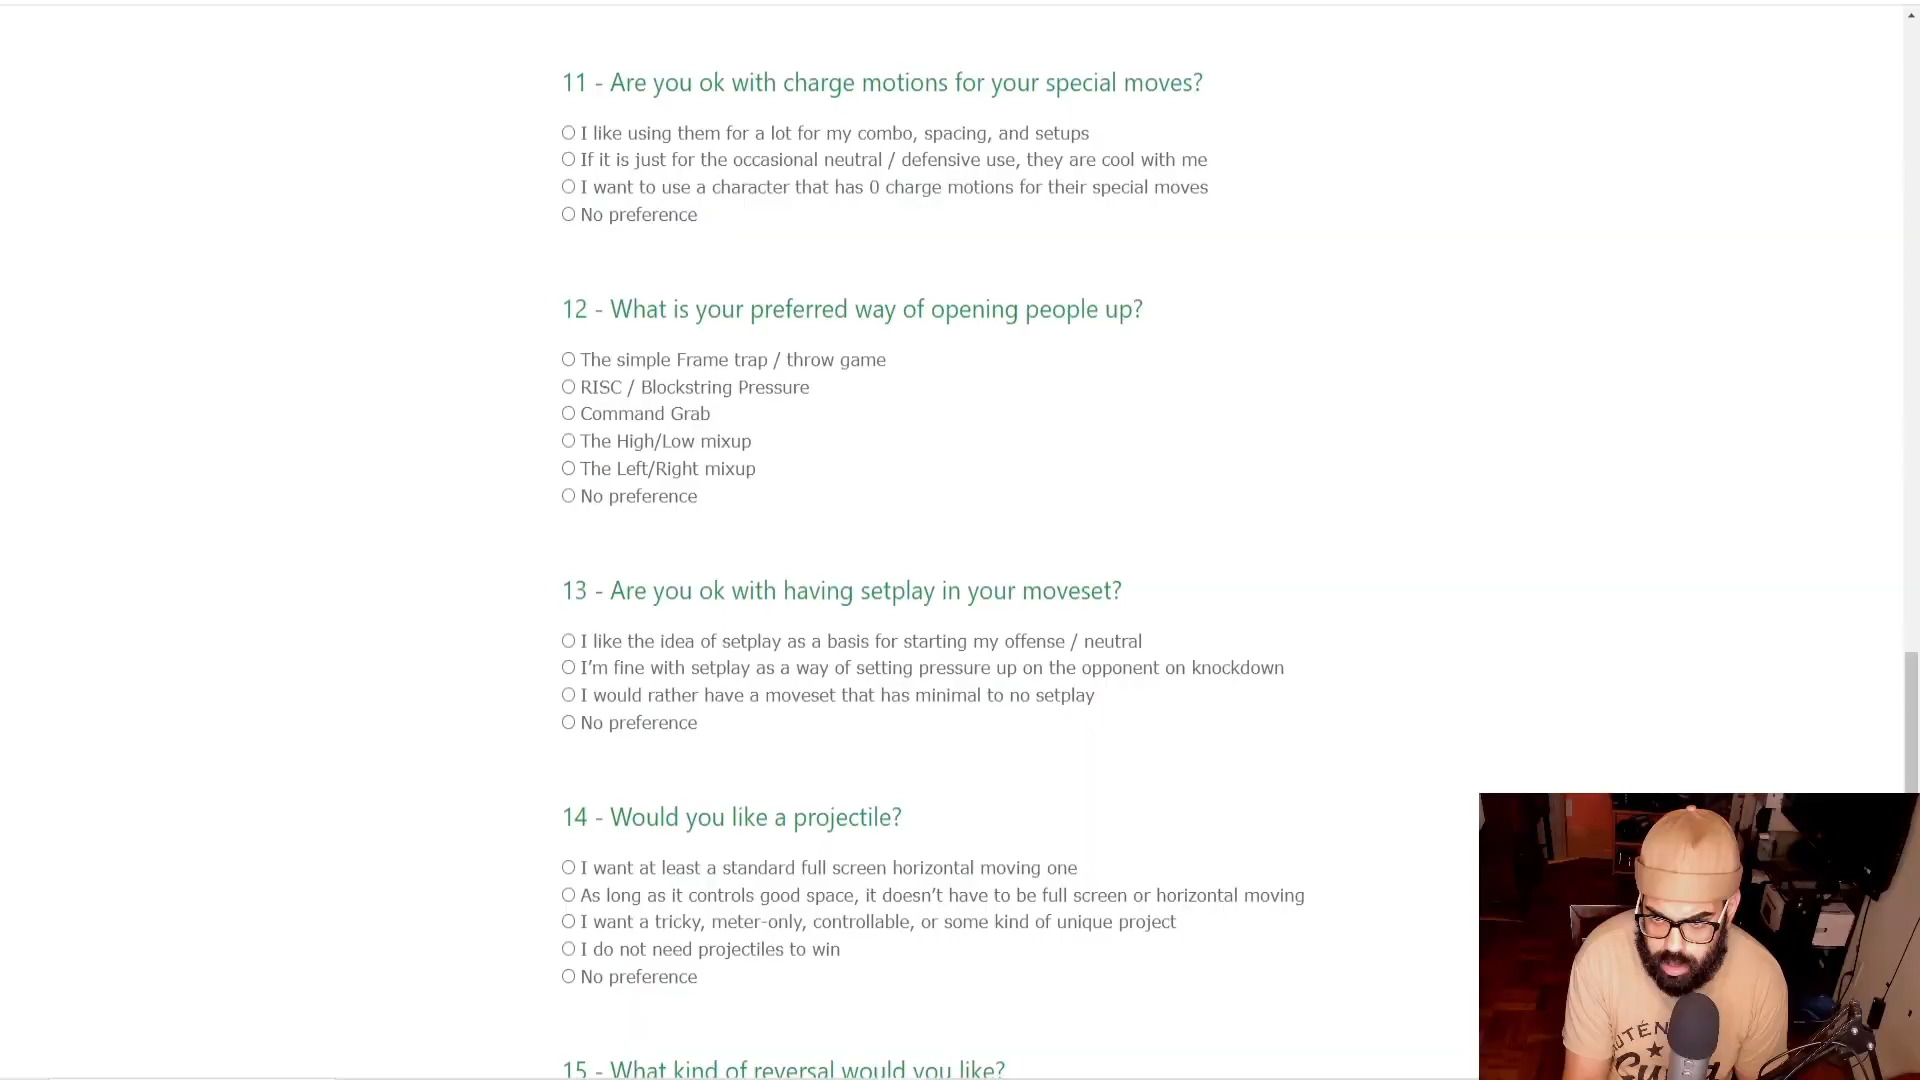 11 - Are you ok with charge motions for your special moves?
I like using them for a lot for my combo, spacing, and setups
If it is just for the occasional neutral / defensive use, they are cool with me
I want to use a character that has 0 charge motions for their special moves
No preference
12 - What is your preferred way of opening people up?
The simple Frame trap / throw game
RISC / Blockstring Pressure
Command Grab
The High/Low mixup
The Left/Right mixup
No preference
13 - Are you ok with having setplay in your moveset?
I like the idea of setplay as a basis for starting my offense / neutral
I’m fine with setplay as a way of setting pressure up on the opponent on knockdown
I would rather have a moveset that has minimal to no setplay
No preference
14 - Would you like a projectile?
I want at least a standard full screen horizontal moving one
As long as it controls good space, it doesn’t have to be full screen or horizontal moving
I want a tricky, meter-only, controllable, or some kind of unique project
I do not need projectiles to win
No preference
15 - What kind of reversal would you like?